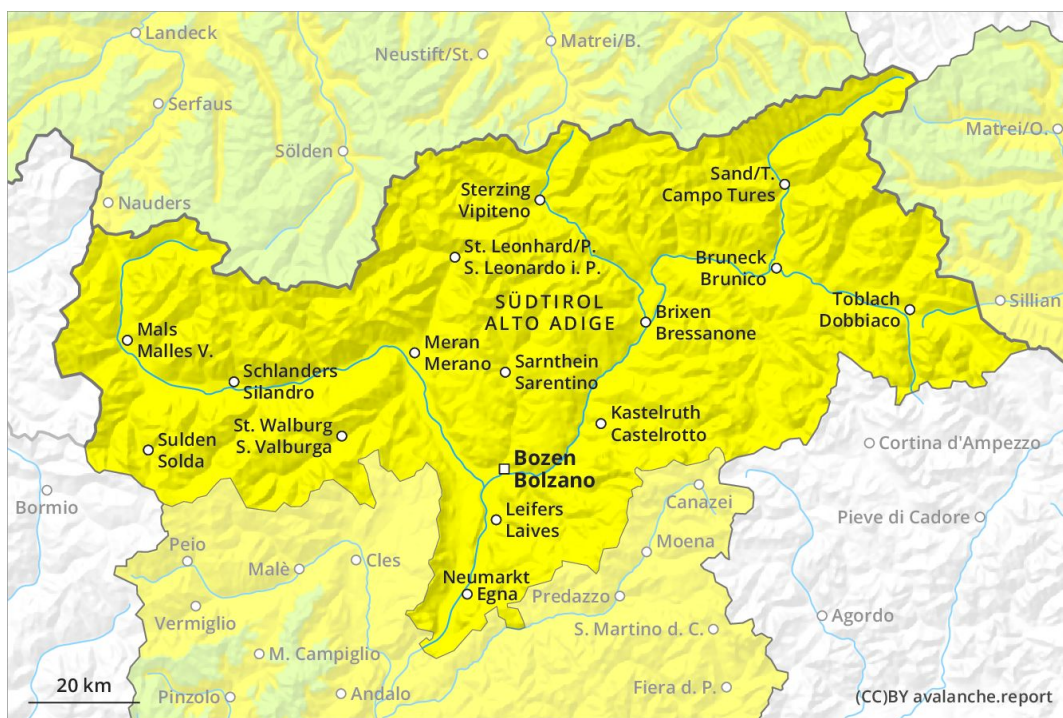 Landeck
Neustift/St.
Matrei/B.
Serfaus
Sölden
Matrei/O.
Nauders
Sand/T.
Campo Tures
Sterzing
Vipiteno
St. Leonhard/P.
S. Leonardo i. P.
Bruneck
Brunico
SÜDTIROL
ALTO ADIGE
Toblach
Dobbiaco
Sillian
Brixen
Bressanone
Mals
Malles V.
Meran
Merano
Sarnthein
Sarentino
Schlanders
Silandro
Kastelruth
Castelrotto
St. Walburg
S. Valburga
Sulden
Solda
Cortina d'Ampezzo
Bozen
Bolzano
Bormio
Canazei
Leifers
Laives
Pieve di Cadore
Peio
Cles
Moena
Malè
Neumarkt
Egna
Predazzo
Vermiglio
S. Martino d. C.
Agordo
M. Campiglio
20 km
Pinzolo
Andalo
Fiera d. P.
(CC)BY avalanche.report